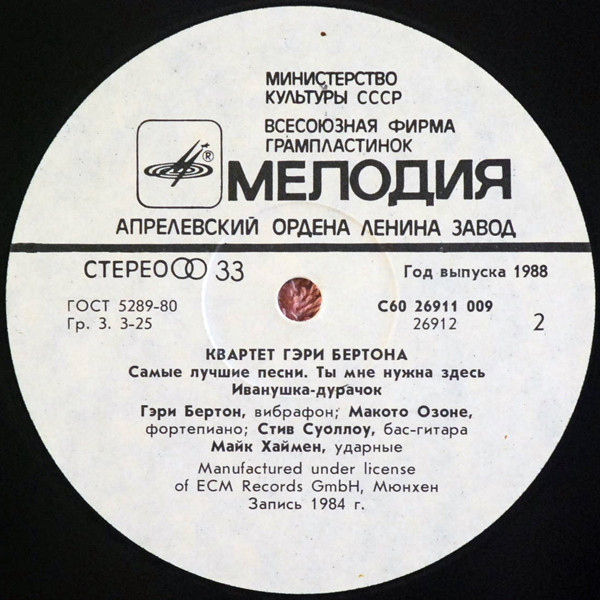 МИНИСТЕРСТВО
КУЛЬТУРЫ СССР
ВСЕСОЮЗНАЯ ФИРМА
ГРАМПЛАСТИНОК
®
МЕЛОДИЯ
АПРЕЛЕВСКИЙ ОРДЕНА ЛЕНИНА ЗАВОД
СТЕРЕО 33
Год выпуска 1988
ГОСТ 5289-80
Гр. 3. 3-25
С60 26911 009
26912
2
КВАРТЕТ ГЭРИ БЕРТОНА
Самые лучшие песни. Ты мне нужна здесь
Иванушка-дурачок
Гэри Бертон, вибрафон; Макото Озоне,
фортепиано; Стив Суоллоу, бас-гитара
Майк Хаймен, ударные
Manufactured under license
of ECM Records GmbH, Мюнхен
Запись 1984 г.